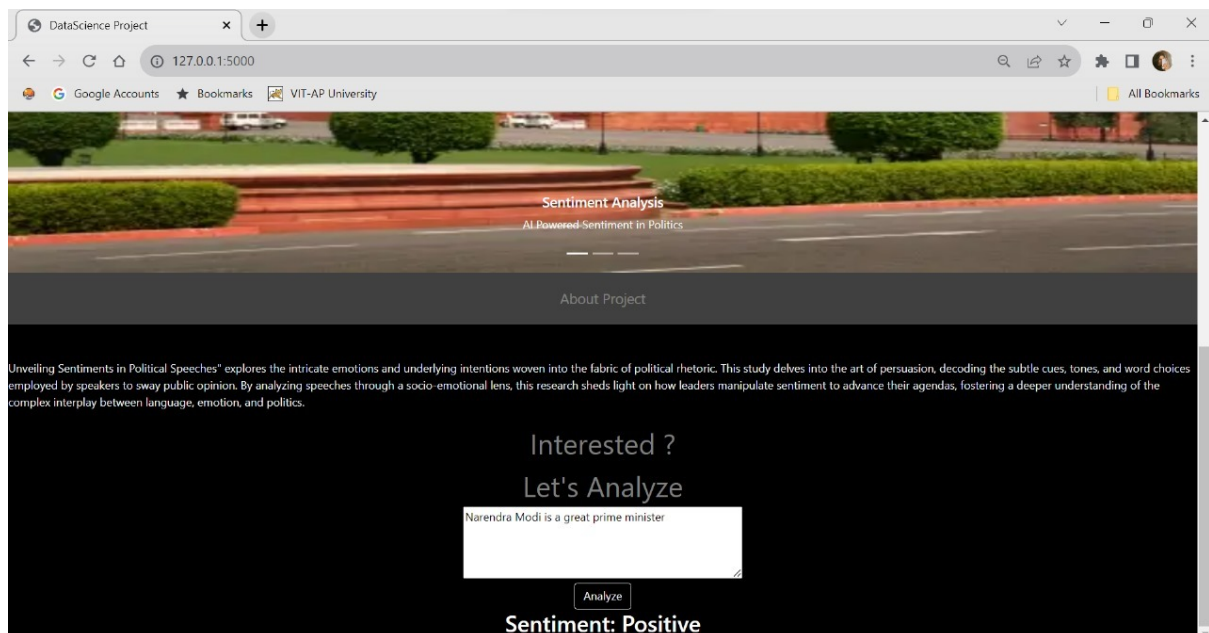 DataScience Project
127.0.0.1:5000
Google Accounts
Bookmarks
VIT-AP University
All Bookmarks
Sentiment Analysis
AI Powered Sentiment in Politics
About Project
Unveiling Sentiments in Political Speeches" explores the intricate emotions and underlying intentions woven into the fabric of political rhetoric. This study delves into the art of persuasion, decoding the subtle cues, tones, and word choices
employed by speakers to sway public opinion. By analyzing speeches through a socio-emotional lens, this research sheds light on how leaders manipulate sentiment to advance their agendas, fostering a deeper understanding of the
complex interplay between language, emotion, and politics.
Interested ?
Let's Analyze
Narendra Modi is a great prime minister
Analyze
Sentiment: Positive